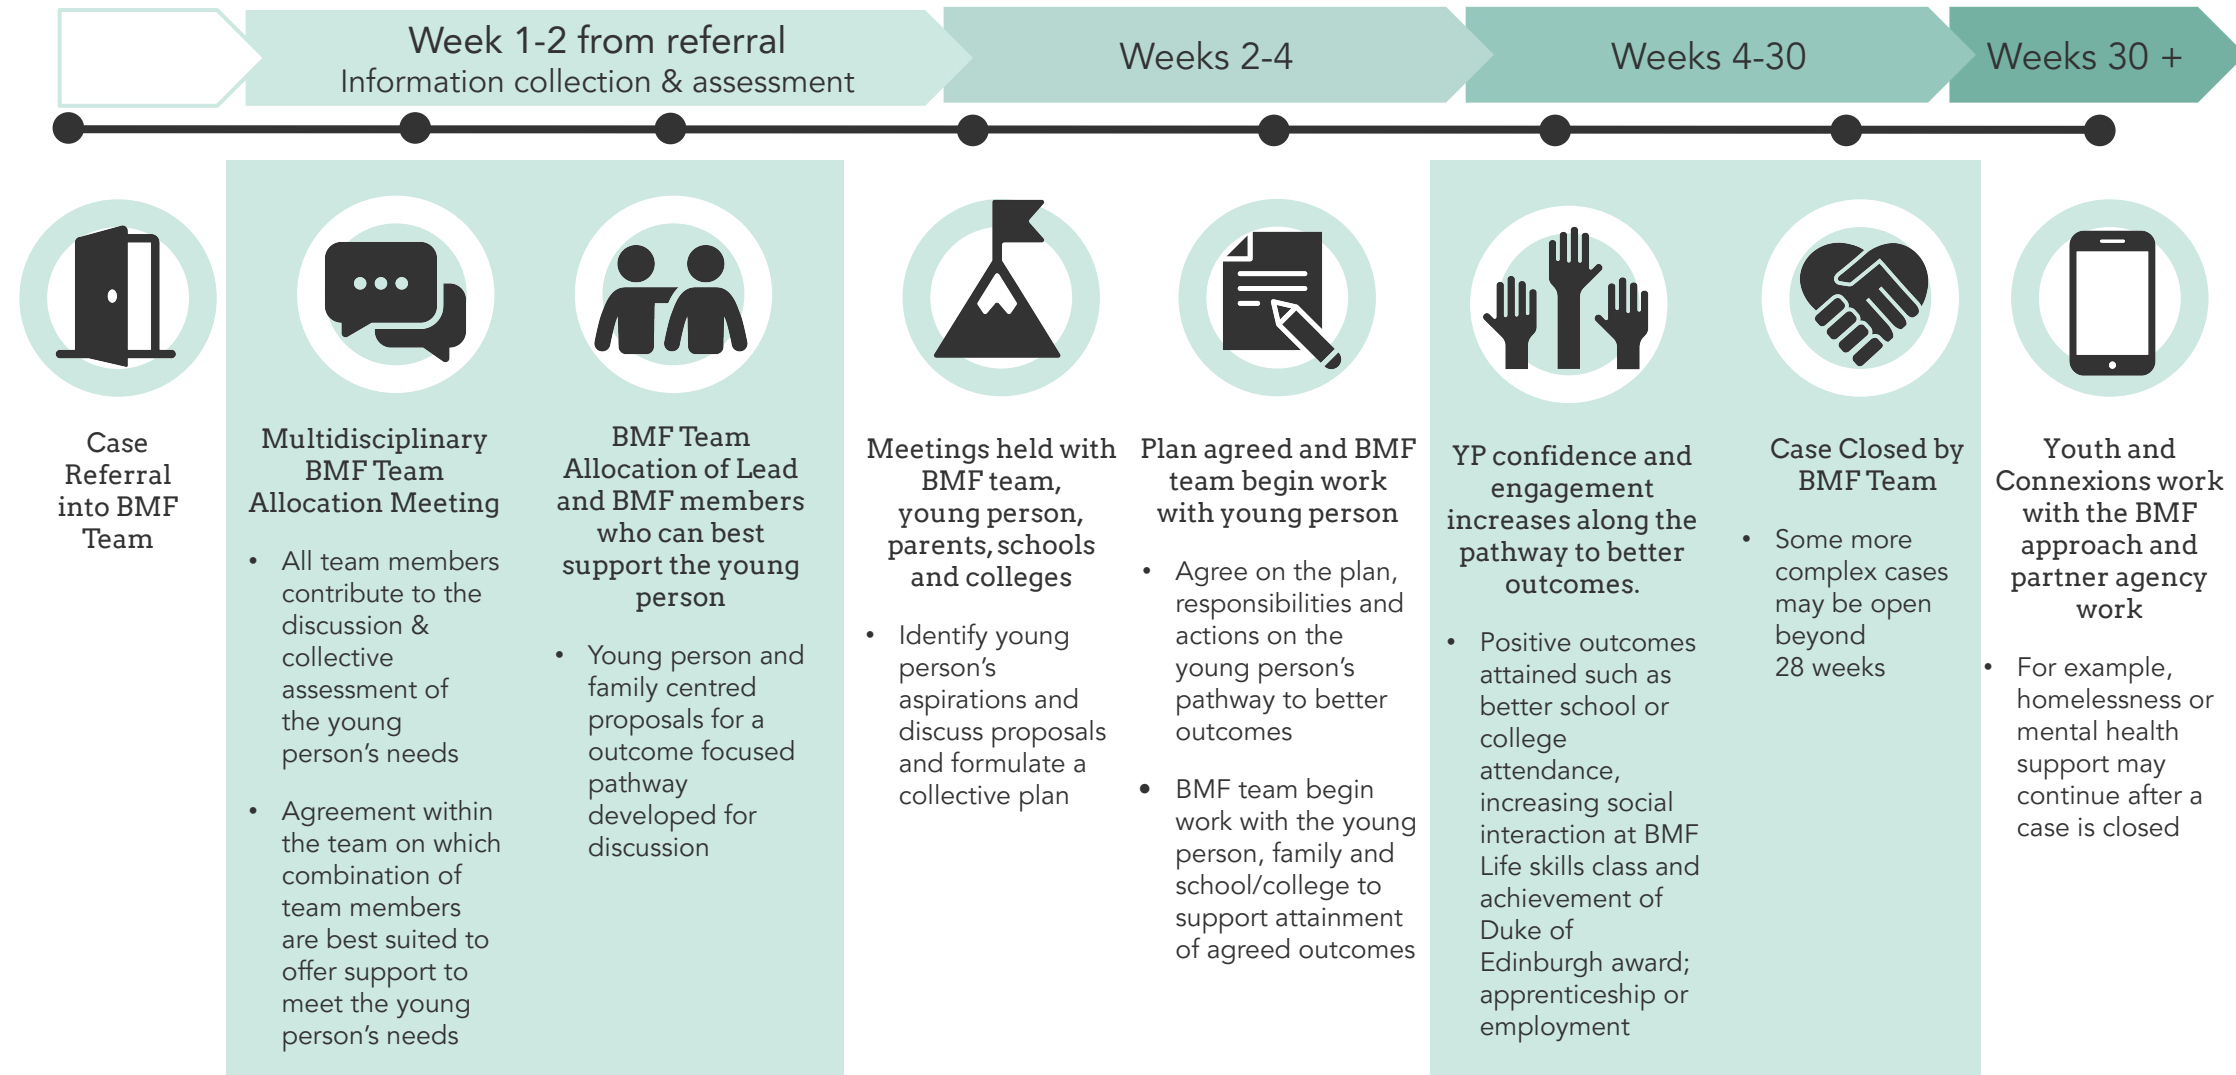 Week 1-2 from referral
Information collection & assessment
Weeks 2-4
Weeks 4-30
Weeks 30 +
Case
Referral
into BMF
Team
Multidisciplinary
BMF Team
Allocation Meeting
• All team members
contribute to the
discussion &
collective
assessment of
the young
person's needs
• Agreement within
the team on which
combination of
team members
are best suited to
offer support to
meet the young
person's needs
BMF Team
Allocation of Lead
and BMF members
who can best
support the young
person
• Young person and
family centred
proposals for a
outcome focused
pathway
developed for
discussion
Meetings held with
BMF team,
young person,
parents, schools
and colleges
• Identify young
person's
aspirations and
discuss proposals
and formulate a
collective plan
Plan agreed and BMF
team begin work
with young person
• Agree on the plan,
responsibilities and
actions on the
young person's
pathway to better
outcomes
• BMF team begin
work with the young
person, family and
school/college to
support attainment
of agreed outcomes
YP confidence and
engagement
increases along the
pathway to better
outcomes.
• Positive outcomes
attained such as
better school or
college
attendance,
increasing social
interaction at BMF
Life skills class and
achievement of
Duke of
Edinburgh award;
apprenticeship or
employment
Case Closed by
BMF Team
• Some more
complex cases
may be open
beyond
28 weeks
Youth and
Connexions work
with the BMF
approach and
partner agency
work
• For example,
homelessness or
mental health
support may
continue after a
case is closed